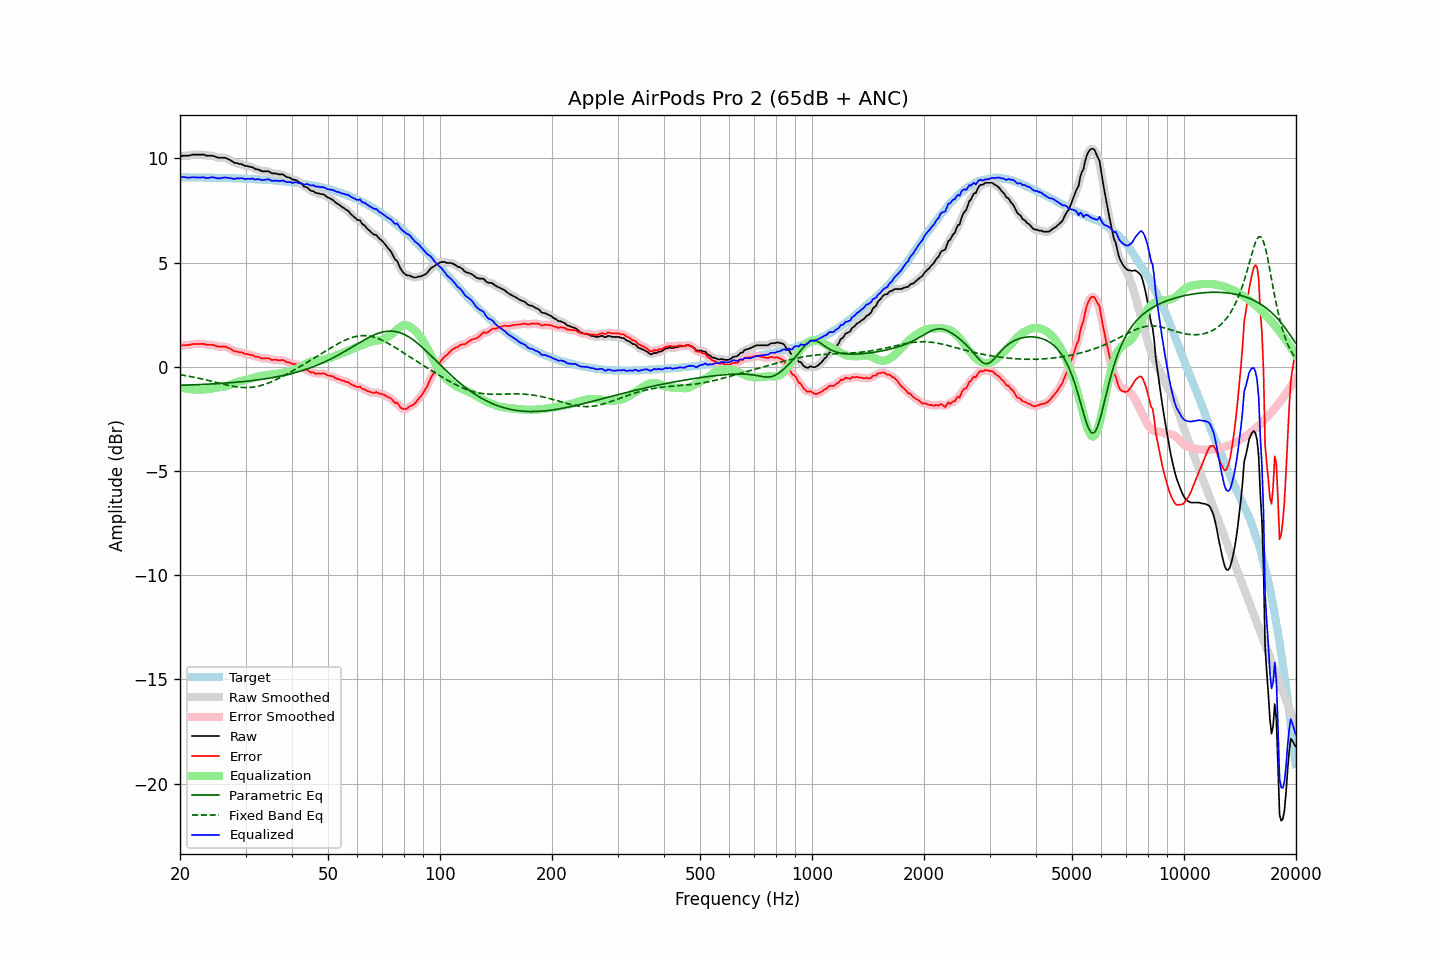 Apple AirPods Pro 2 (65dB + ANC)
10
5
0
−5
−10
−15
−20
Amplitude (dBr)
Target
Raw Smoothed
Error Smoothed
Raw
Error
Equalization
Parametric Eq
Fixed Band Eq
Equalized
20 50 100 200 500 1000 2000 5000 10000 20000
Frequency (Hz)